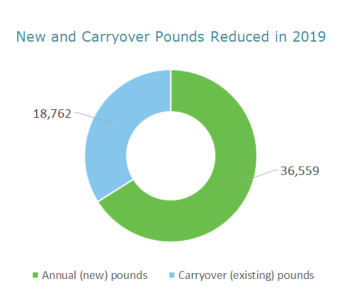 New and Carryover Pounds Reduced in 2019
18,762
36,559
Annual (new) pounds
Carryover (existing) pounds